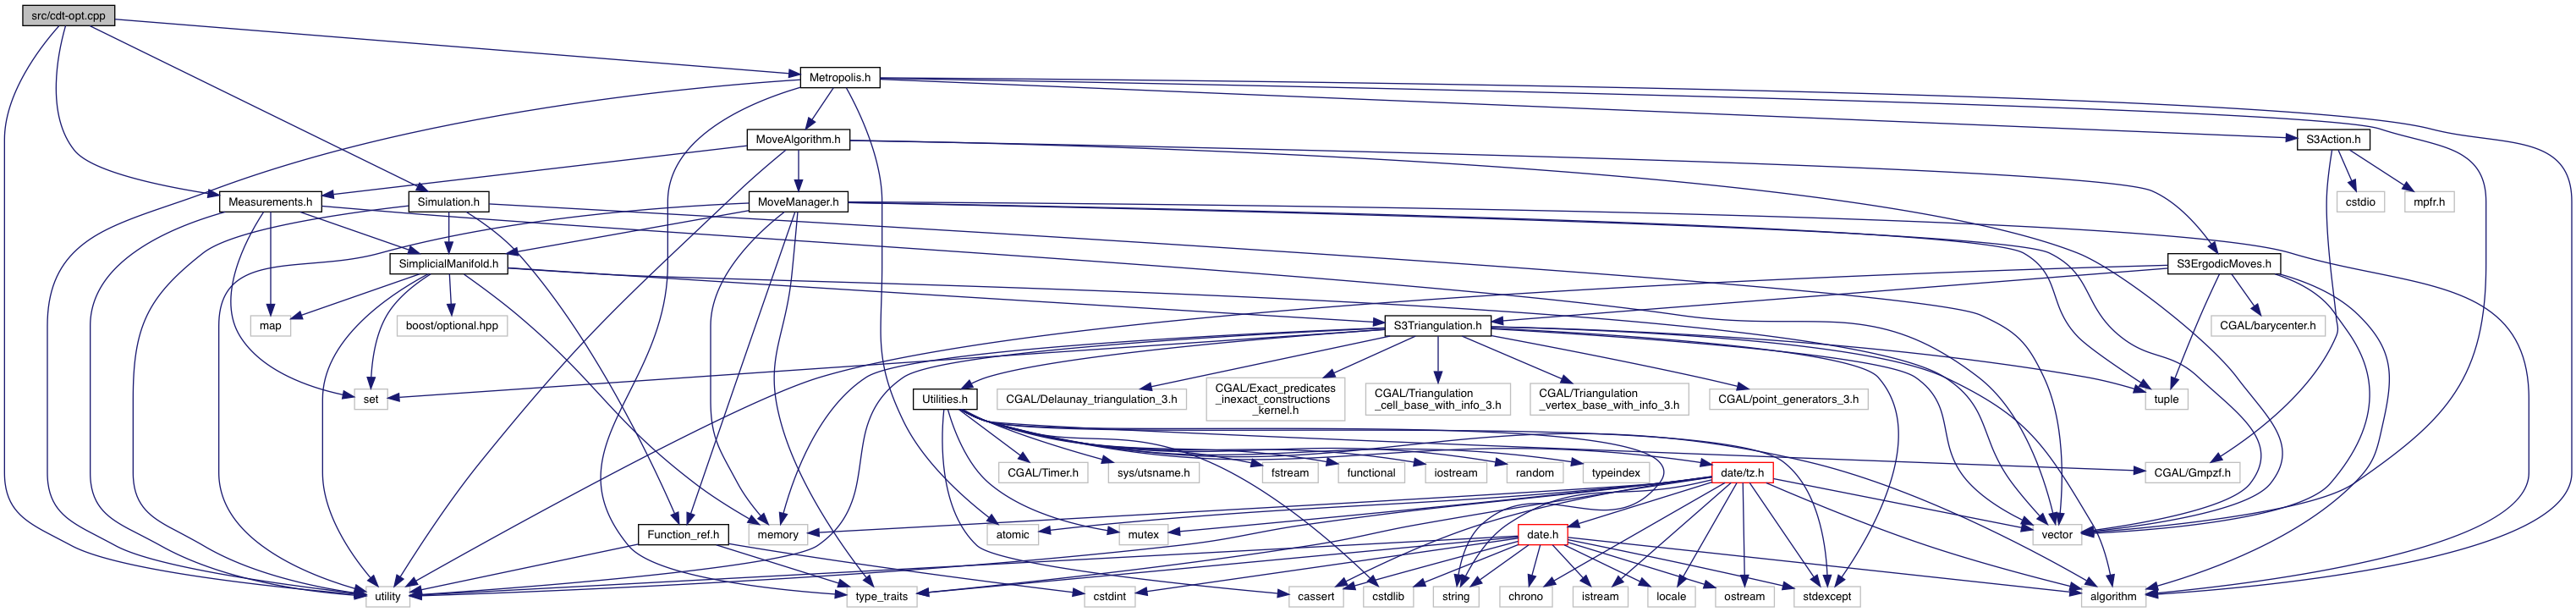 src/cdt-opt.cpp
Metropolis.h
MoveAlgorithm.h
S3Action.h
Measurements.h
Simulation.h
MoveManager.h
cstdio
mpfr.h
SimplicialManifold.h
S3ErgodicMoves.h
map
boost/optional.hpp
S3Triangulation.h
CGAL/barycenter.h
set
Utilities.h
CGAL/Delaunay_triangulation_3.h
CGAL/Exact_predicates
_inexact_constructions
_kernel.h
CGAL/Triangulation
_cell_base_with_info_3.h
CGAL/Triangulation
_vertex_base_with_info_3.h
CGAL/point_generators_3.h
tuple
CGAL/Timer.h
sys/utsname.h
fstream
functional
iostream
random
typeindex
date/tz.h
CGAL/Gmpzf.h
Function_ref.h
memory
atomic
mutex
date.h
vector
utility
type_traits
cstdint
cassert
cstdlib
string
chrono
istream
locale
ostream
stdexcept
algorithm